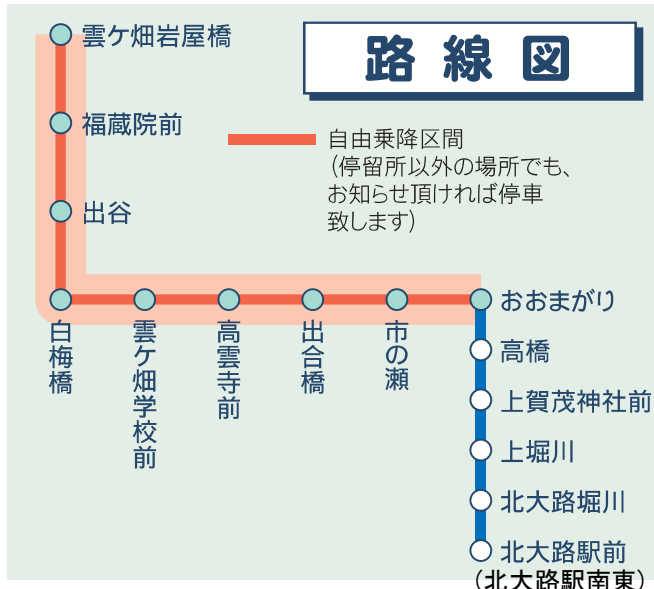 路線図
雲ケ畑岩屋橋
福蔵院前
出谷
自由乗降区間
(停留所以外の場所でも、
お知らせ頂ければ停車
致します)
白梅橋
雲ケ畑学校前
高雲寺前
出合橋
市の瀬
おおまがり
高橋
上賀茂神社前
上堀川
北大路堀川
北大路駅前
(北大路駅南東)